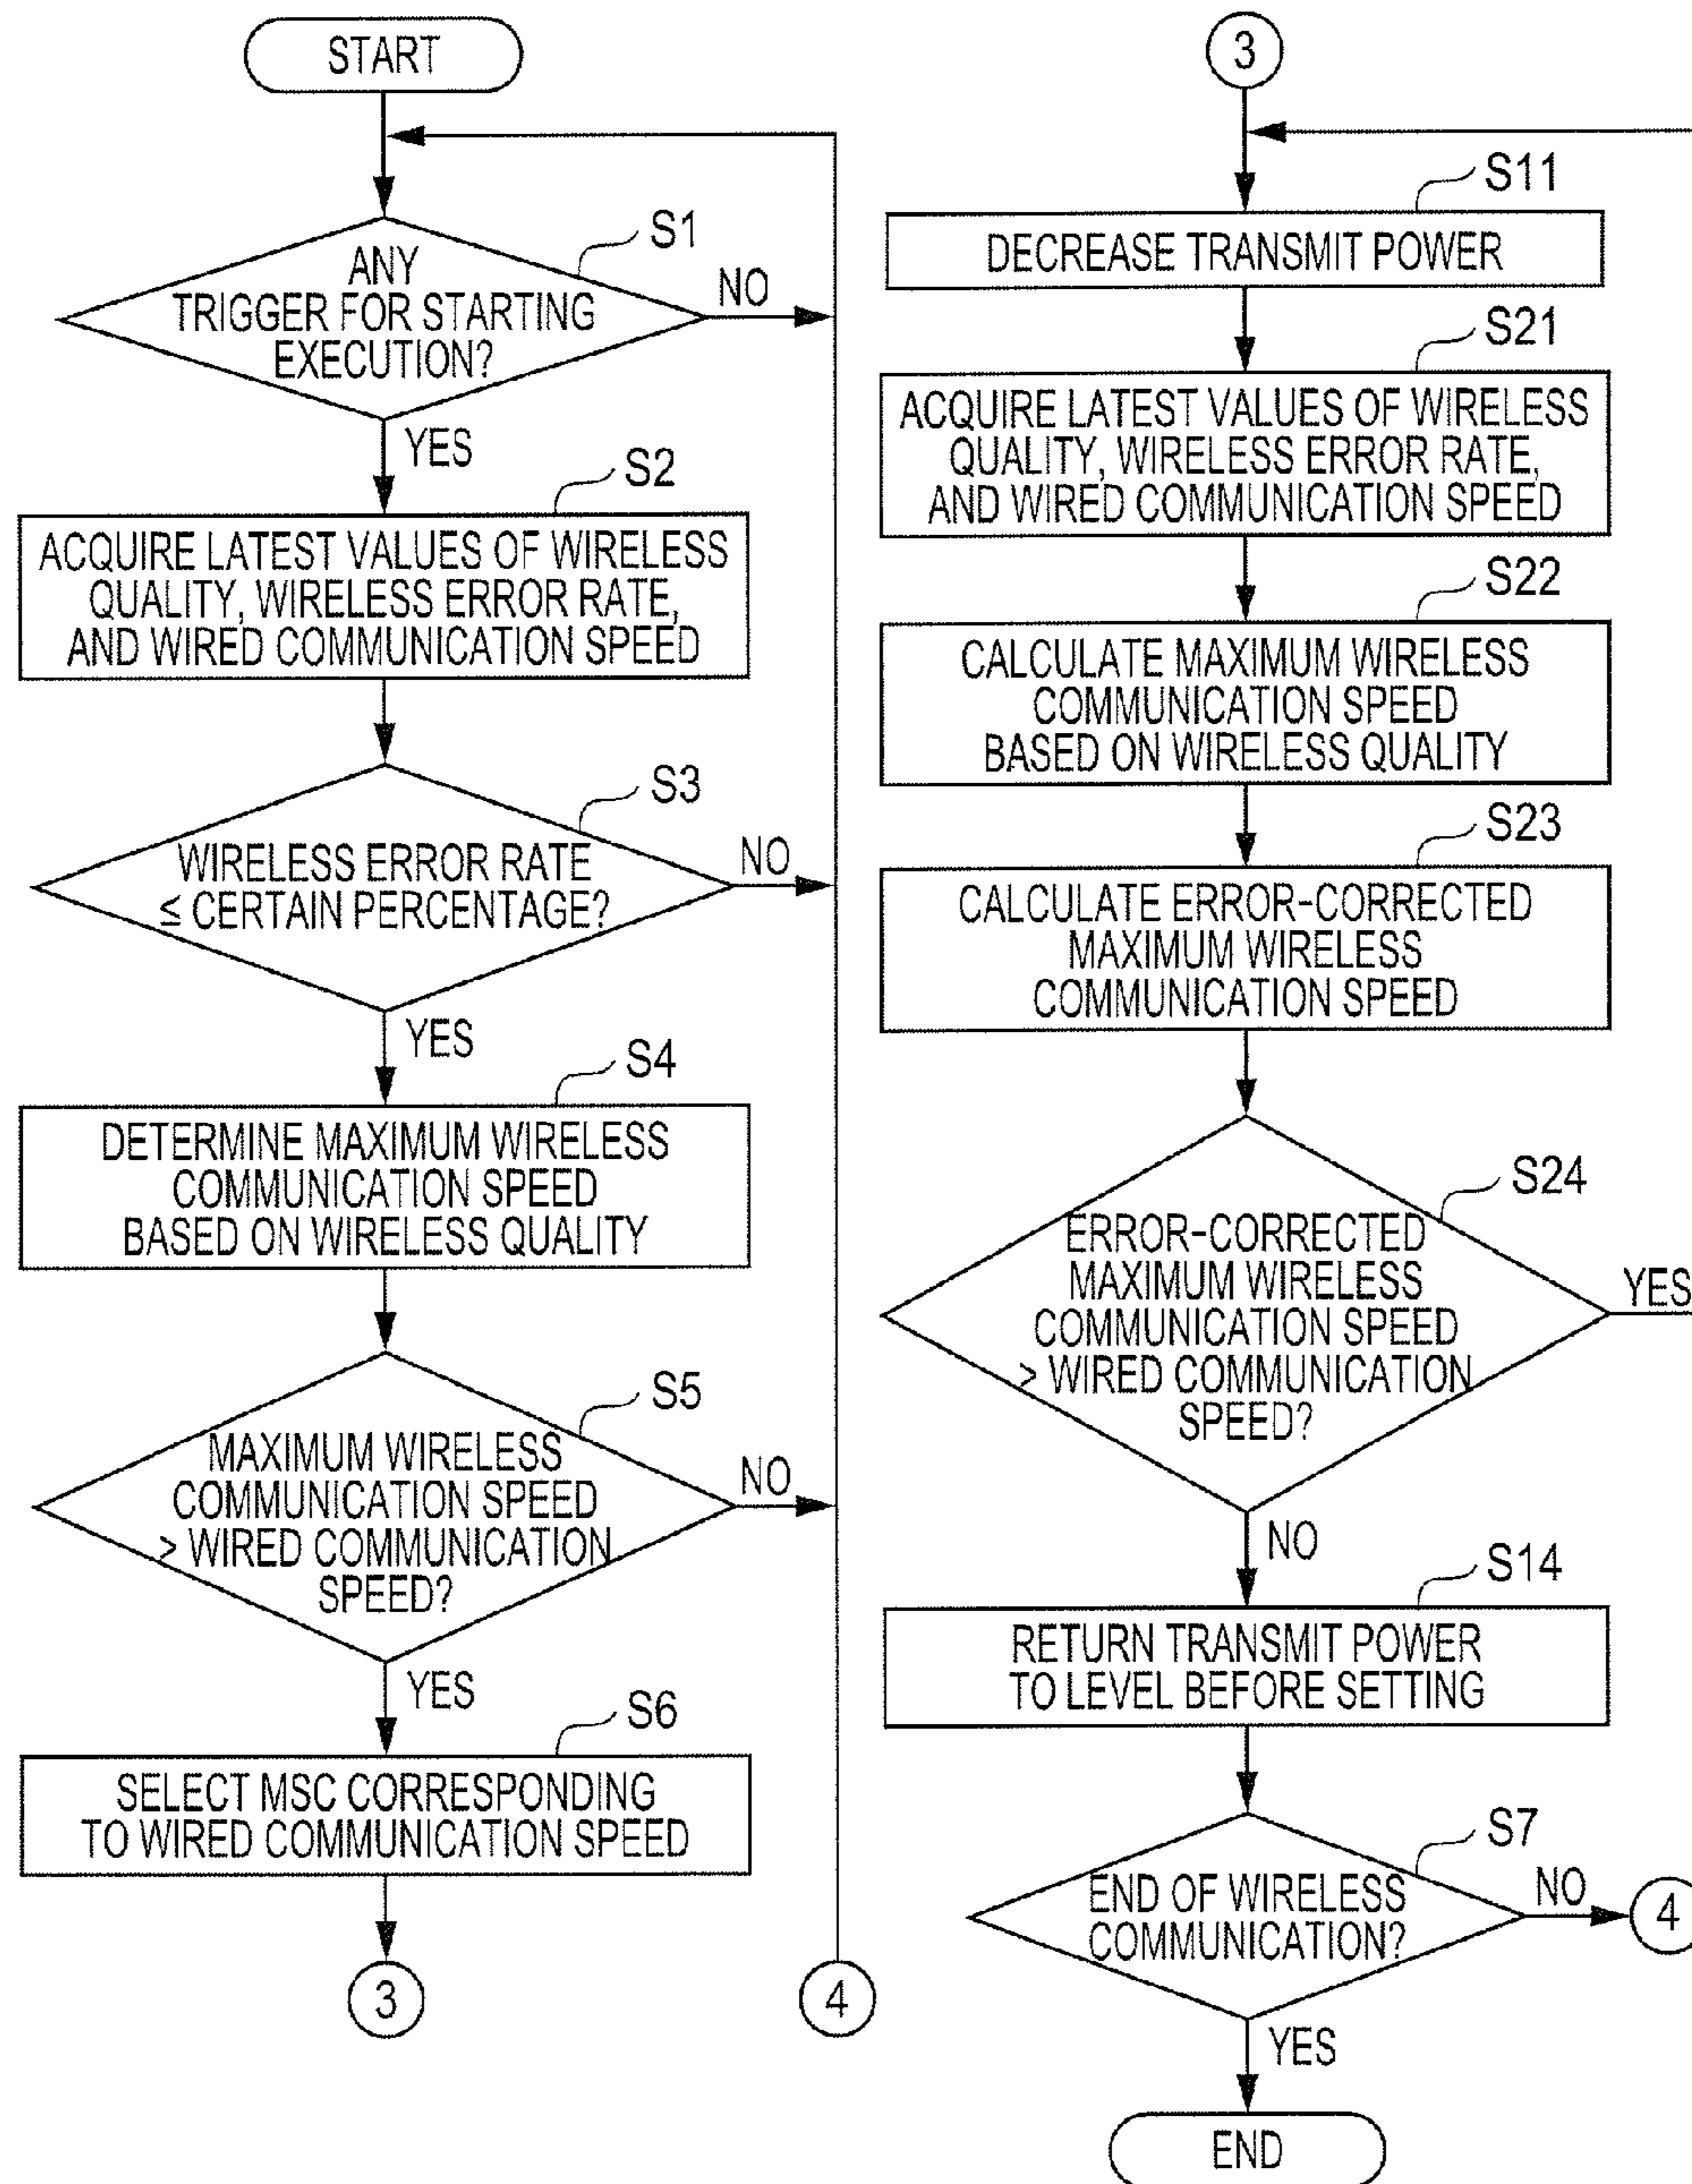 START
S1
ANY
TRIGGER FOR STARTING
EXECUTION?
NO
YES
S2
ACQUIRE LATEST VALUES OF WIRELESS
QUALITY, WIRELESS ERROR RATE,
AND WIRED COMMUNICATION SPEED
S3
WIRELESS ERROR RATE
≦ CERTAIN PERCENTAGE?
NO
YES
S4
DETERMINE MAXIMUM WIRELESS
COMMUNICATION SPEED
BASED ON WIRELESS QUALITY
S5
MAXIMUM WIRELESS
COMMUNICATION SPEED
> WIRED COMMUNICATION
SPEED?
NO
YES
S6
SELECT MSC CORRESPONDING
TO WIRED COMMUNICATION SPEED
3
4
3
S11
DECREASE TRANSMIT POWER
S21
ACQUIRE LATEST VALUES OF WIRELESS
QUALITY, WIRELESS ERROR RATE,
AND WIRED COMMUNICATION SPEED
S22
CALCULATE MAXIMUM WIRELESS
COMMUNICATION SPEED
BASED ON WIRELESS QUALITY
S23
CALCULATE ERROR-CORRECTED
MAXIMUM WIRELESS
COMMUNICATION SPEED
S24
ERROR-CORRECTED
MAXIMUM WIRELESS
COMMUNICATION SPEED
> WIRED COMMUNICATION
SPEED?
YES
NO
S14
RETURN TRANSMIT POWER
TO LEVEL BEFORE SETTING
S7
END OF WIRELESS
COMMUNICATION?
NO
4
YES
END